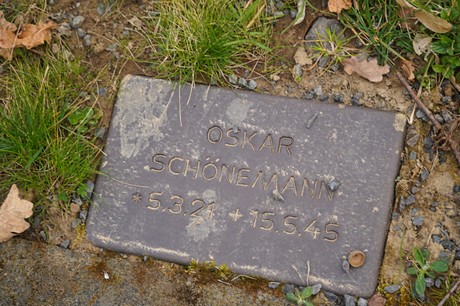 OSKAR
SCHÖNEMANN
* 5.3.21 + 15.5.45